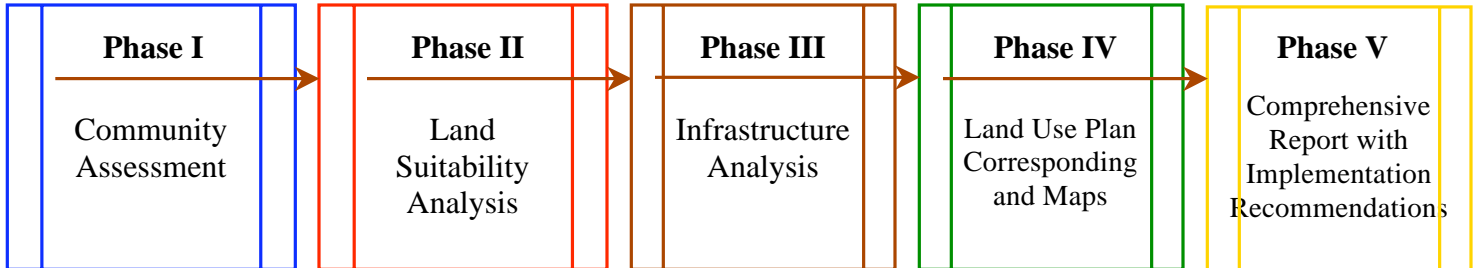 Phase I
Community
Assessment
Phase II
Land
Suitability
Analysis
Phase III
Infrastructure
Analysis
Phase IV
Land Use Plan
Corresponding
and Maps
Phase V
Comprehensive
Report with
Implementation
Recommendations